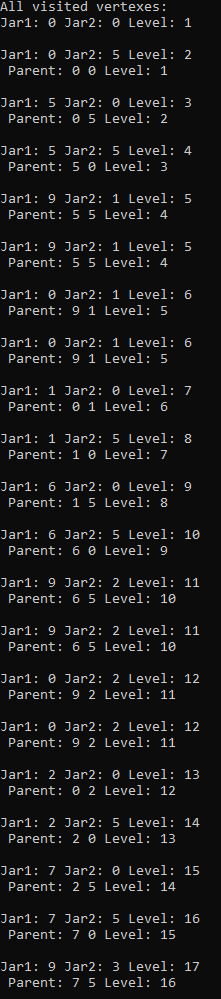 All visited vertexes:
Jar1: 0 Jar2: 0 Level: 1
Jar1: 0 Jar2: 5 Level: 2
Parent: 0 0 Level: 1
Jar1: 5 Jar2: 0 Level: 3
Parent: 0 5 Level: 2
Jar1: 5 Jar2: 5 Level: 4
Parent: 5 0 Level: 3
Jar1: 9 Jar2: 1 Level: 5
Parent: 5 5 Level: 4
Jar1: 9 Jar2: 1 Level: 5
Parent: 5 5 Level: 4
Jar1: 0 Jar2: 1 Level: 6
Parent: 9 1 Level: 5
Jar1: 0 Jar2: 1 Level: 6
Parent: 9 1 Level: 5
Jar1: 1 Jar2: 0 Level: 7
Parent: 0 1 Level: 6
Jar1: 1 Jar2: 5 Level: 8
Parent: 1 0 Level: 7
Jar1: 6 Jar2: 0 Level: 9
Parent: 1 5 Level: 8
Jar1: 6 Jar2: 5 Level: 10
Parent: 6 0 Level: 9
Jar1: 9 Jar2: 2 Level: 11
Parent: 6 5 Level: 10
Jar1: 9 Jar2: 2 Level: 11
Parent: 6 5 Level: 10
Jar1: 0 Jar2: 2 Level: 12
Parent: 9 2 Level: 11
Jar1: 0 Jar2: 2 Level: 12
Parent: 9 2 Level: 11
Jar1: 2 Jar2: 0 Level: 13
Parent: 0 2 Level: 12
Jar1: 2 Jar2: 5 Level: 14
Parent: 2 0 Level: 13
Jar1: 7 Jar2: 0 Level: 15
Parent: 2 5 Level: 14
Jar1: 7 Jar2: 5 Level: 16
Parent: 7 0 Level: 15
Jar1: 9 Jar2: 3 Level: 17
Parent: 7 5 Level: 16